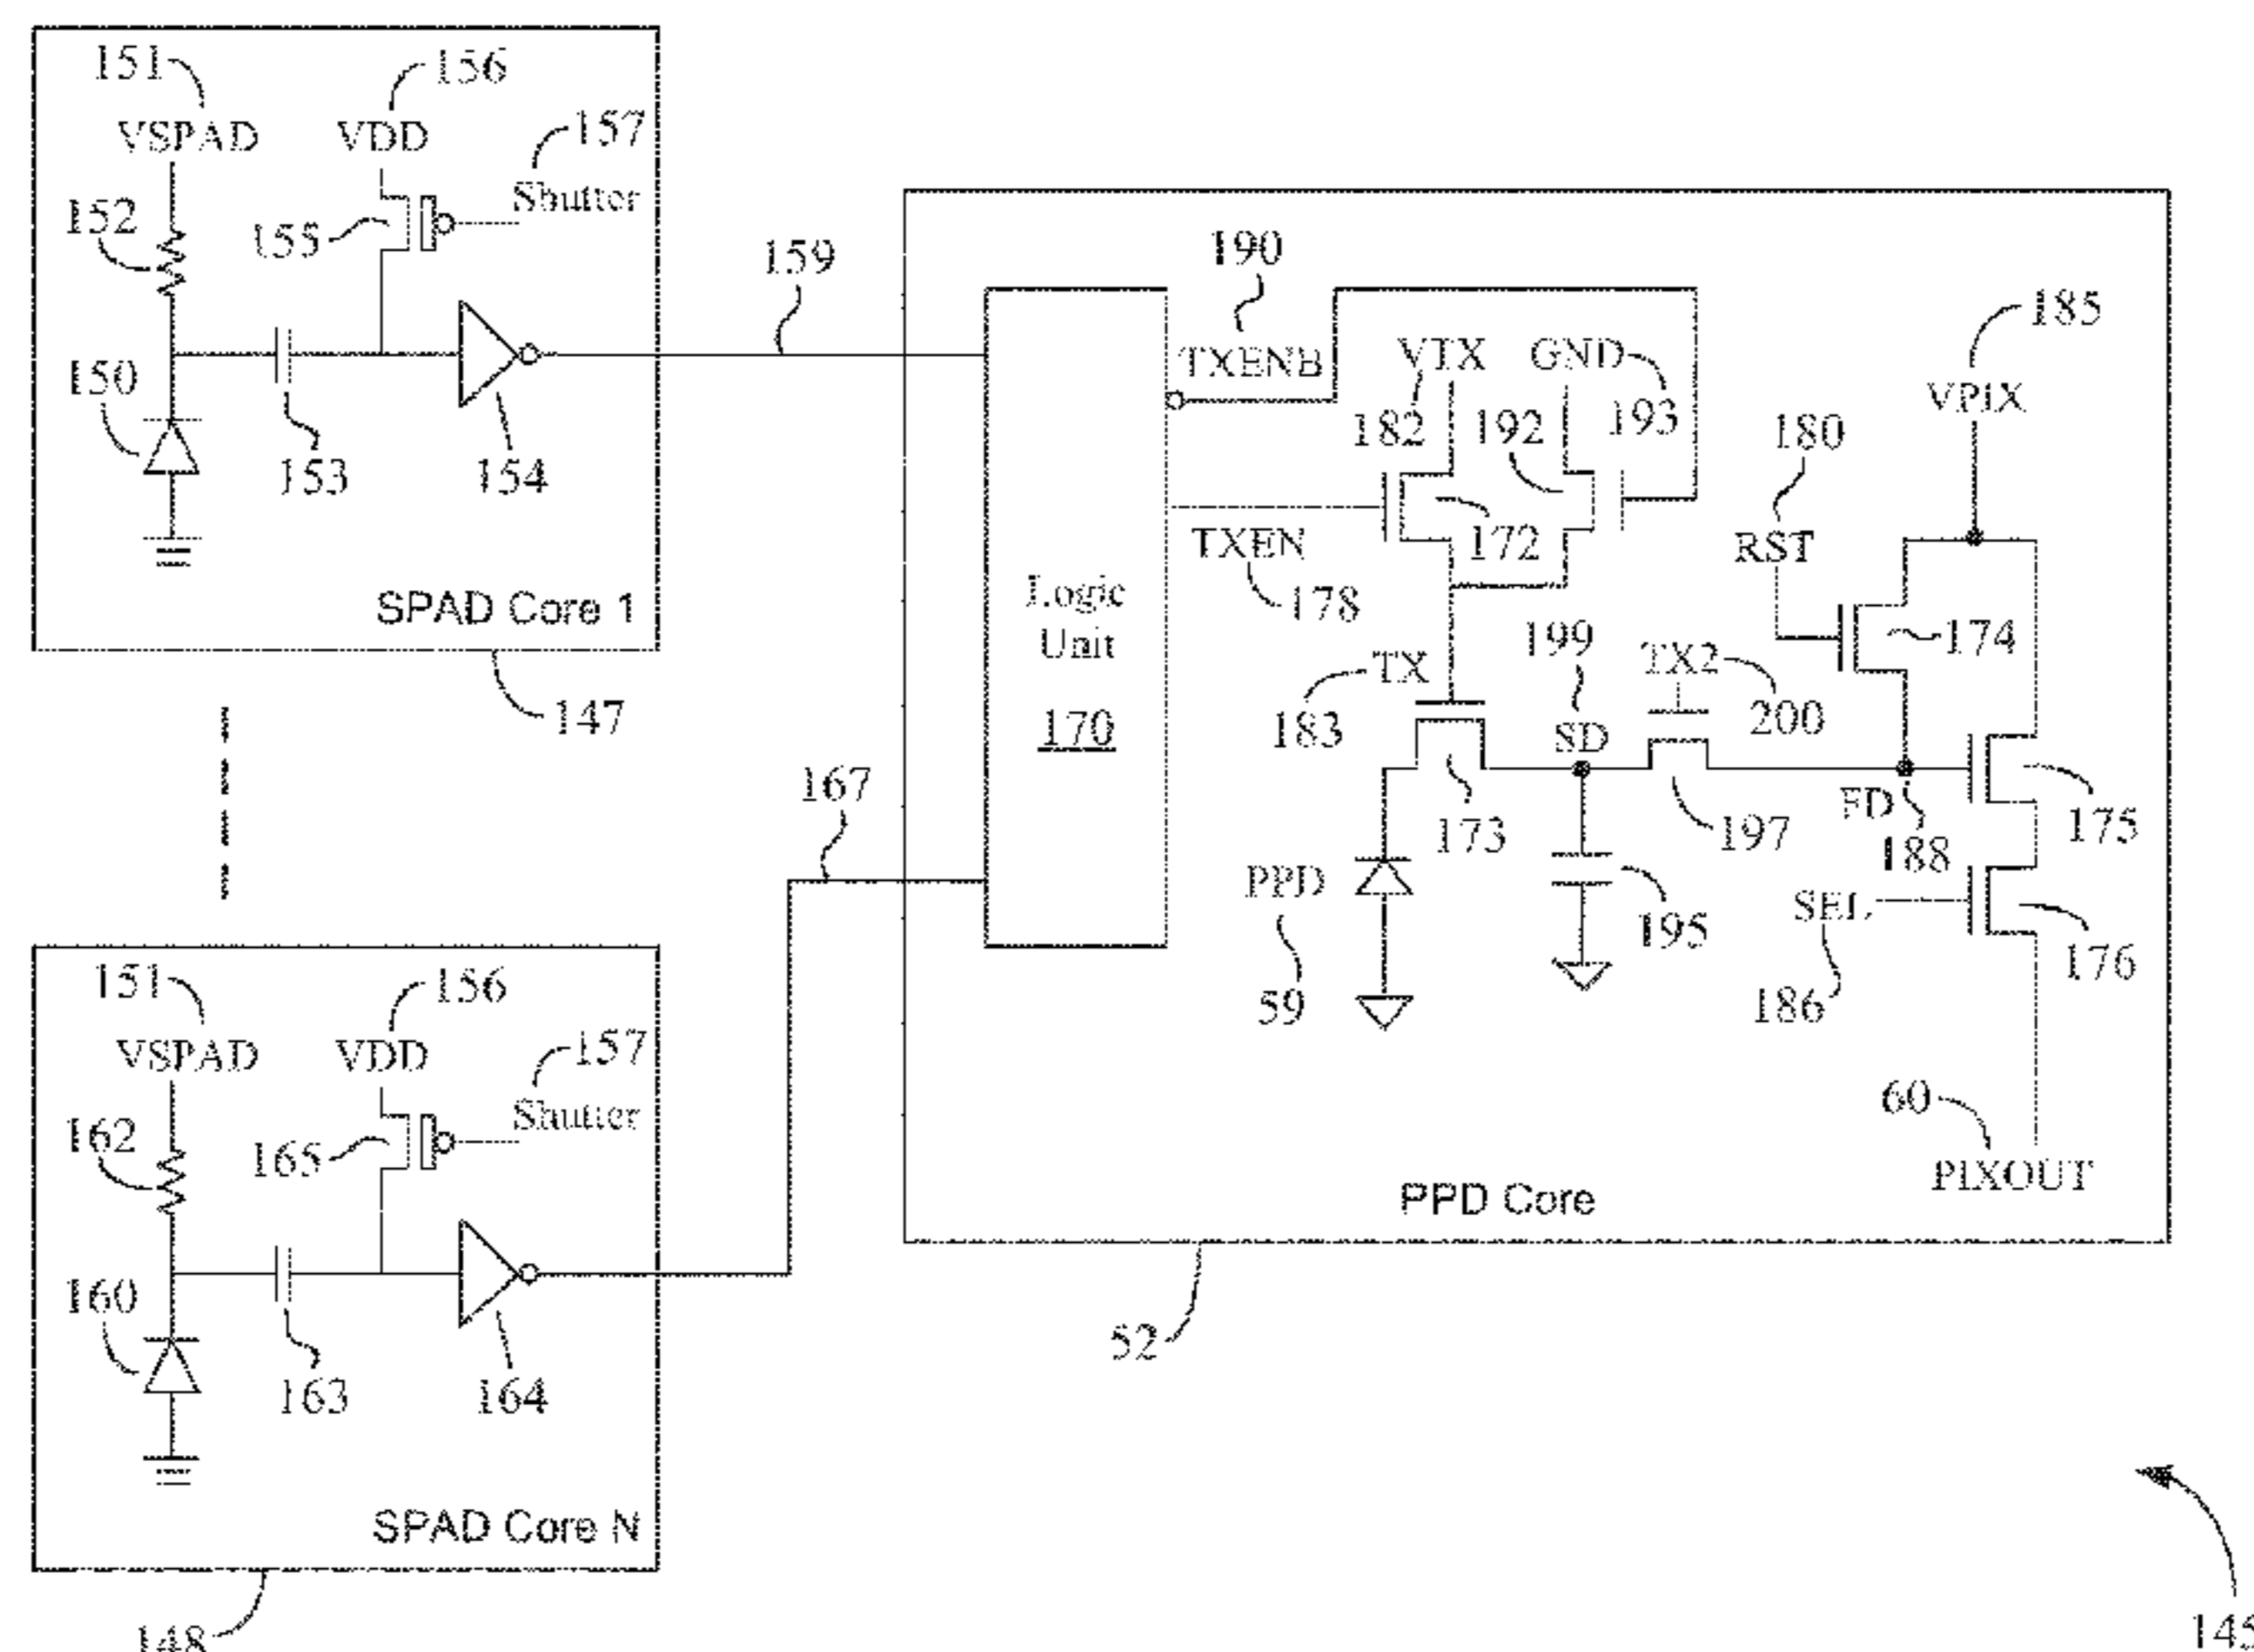 151
VSPAD
156
VDD
157
Shutter
152
155
150
153
154
SPAD Core 1
147
159
167
151
VSPAD
156
VDD
157
Shutter
162
165
160
163
164
SPAD Core N
148
Logic
Unit
170
190
TXENB
VTX
182
GND
193
192
172
TXEN
178
185
VPIX
180
RST
174
TX
183
199
SD
TX2
200
173
197
FD
188
175
PPD
59
195
SEL
186
176
60
PIXOUT
PPD Core
52
145